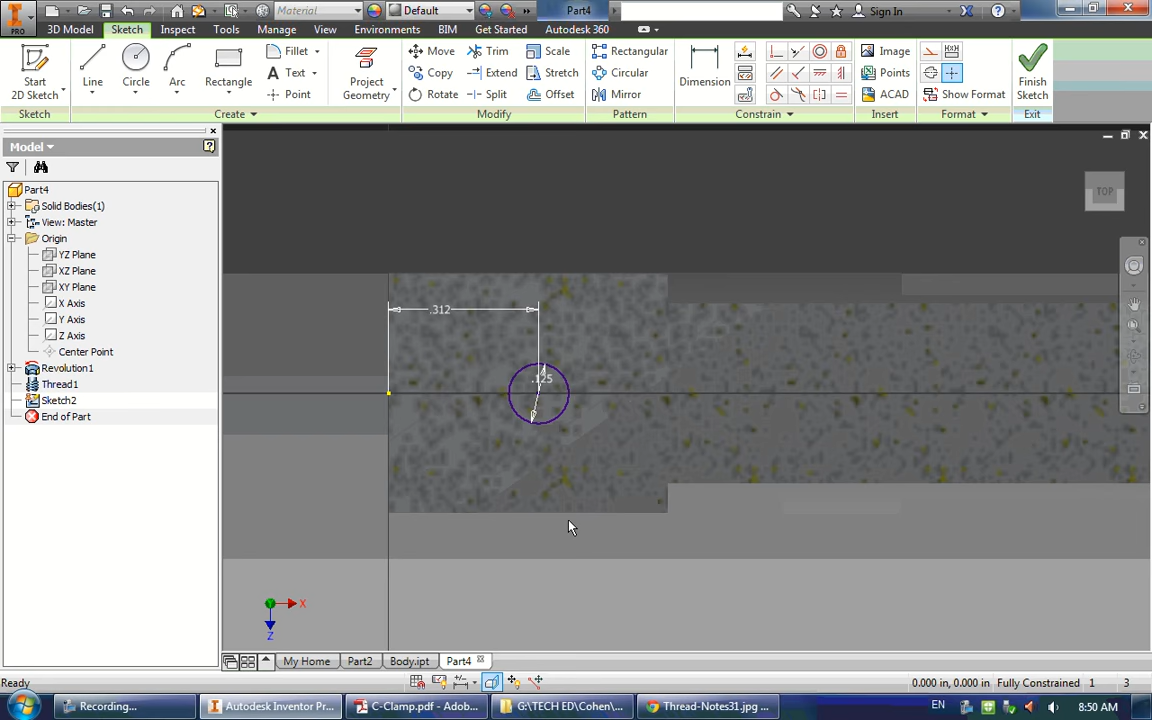 PRO
Material
Default
Part4
Sign In
3D Model
Sketch
Inspect
Tools
Manage
View
Environments
BIM
Get Started
Autodesk 360
Start
2D Sketch
Line
Circle
Arc
Rectangle
Fillet
Text
Point
Project
Geometry
Move
Copy
Rotate
Trim
Extend
Split
Scale
Stretch
Offset
Rectangular
Circular
Mirror
Dimension
Image
Points
ACAD
Show Format
Finish
Sketch
Sketch
Create
Modify
Pattern
Constrain
Insert
Format
Exit
Model
Part4
Solid Bodies(1)
View: Master
Origin
YZ Plane
XZ Plane
XY Plane
X Axis
Y Axis
Z Axis
Center Point
Revolution1
Thread1
Sketch2
End of Part
TOP
.312
.125
X
Z
My Home
Part2
Body.ipt
Part4
Ready
0.000 in, 0.000 in
Fully Constrained
1
3
Recording...
Autodesk Inventor Pr...
C-Clamp.pdf - Adob...
G:\TECH ED\Cohen\...
Thread-Notes31.jpg ...
EN
8:50 AM